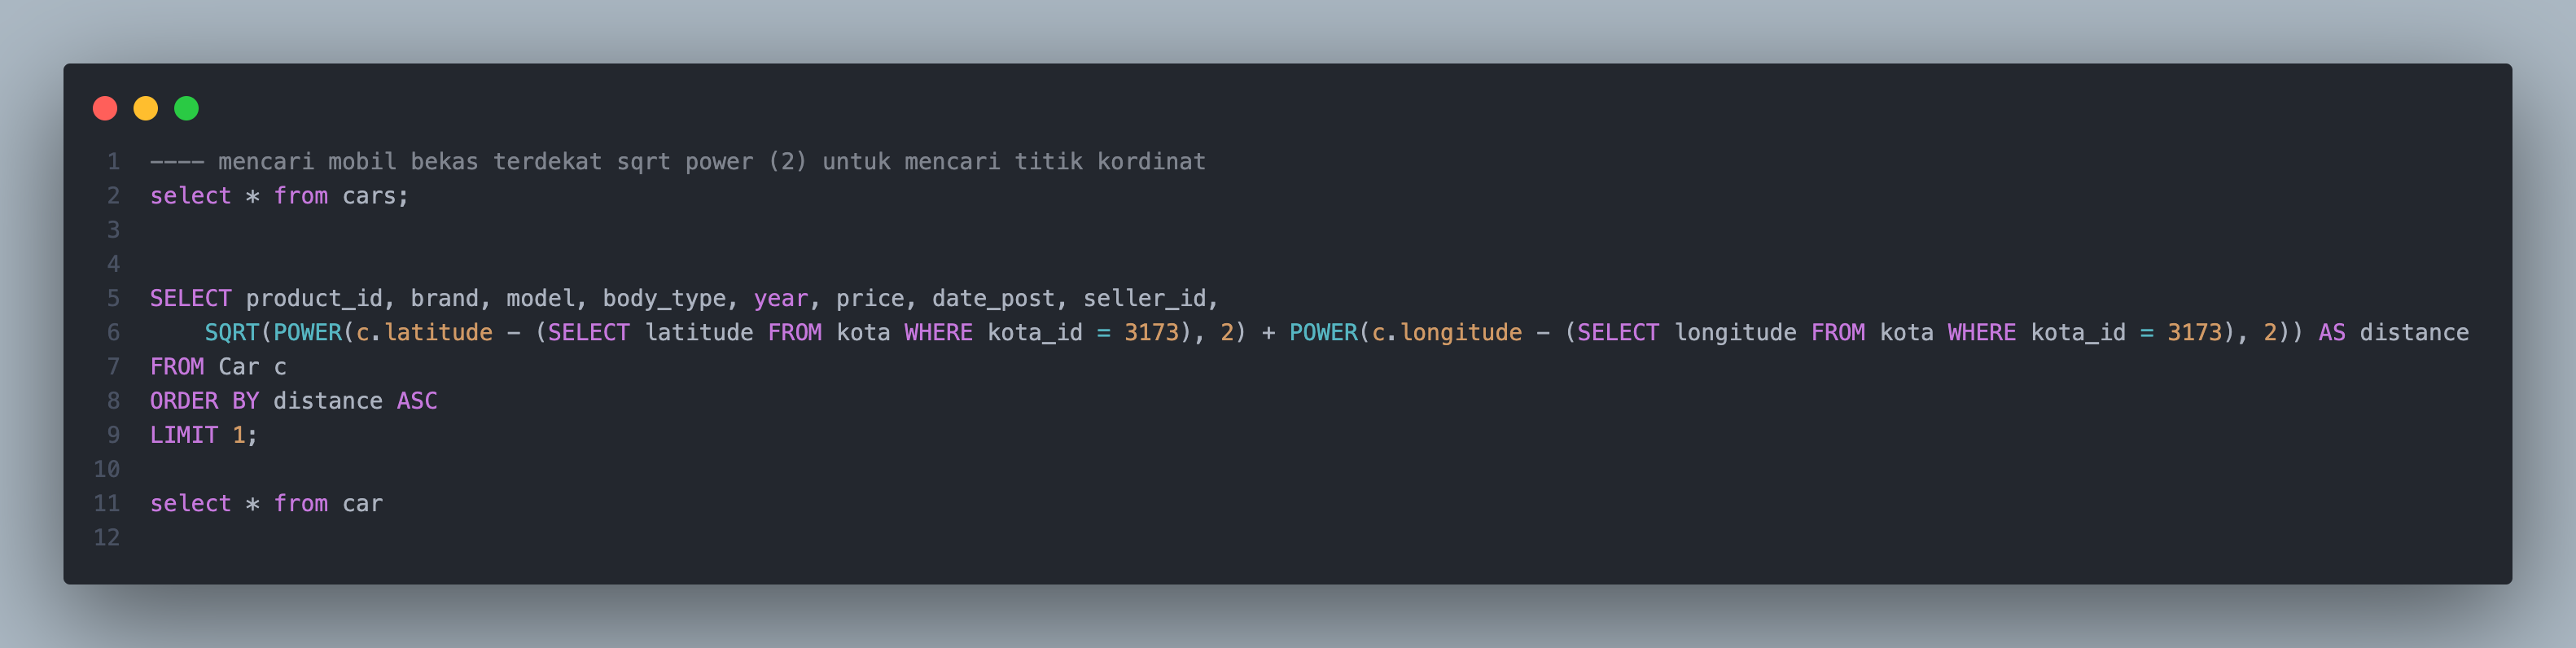 1 ---- mencari mobil bekas terdekat sqrt power (2) untuk mencari titik kordinat
2 select * from cars;
3
4
5 SELECT product_id, brand, model, body_type, year, price, date_post, seller_id,
6     SQRT(POWER(c.latitude - (SELECT latitude FROM kota WHERE kota_id = 3173), 2) + POWER(c.longitude - (SELECT longitude FROM kota WHERE kota_id = 3173), 2)) AS distance
7 FROM Car c
8 ORDER BY distance ASC
9 LIMIT 1;
10
11 select * from car
12